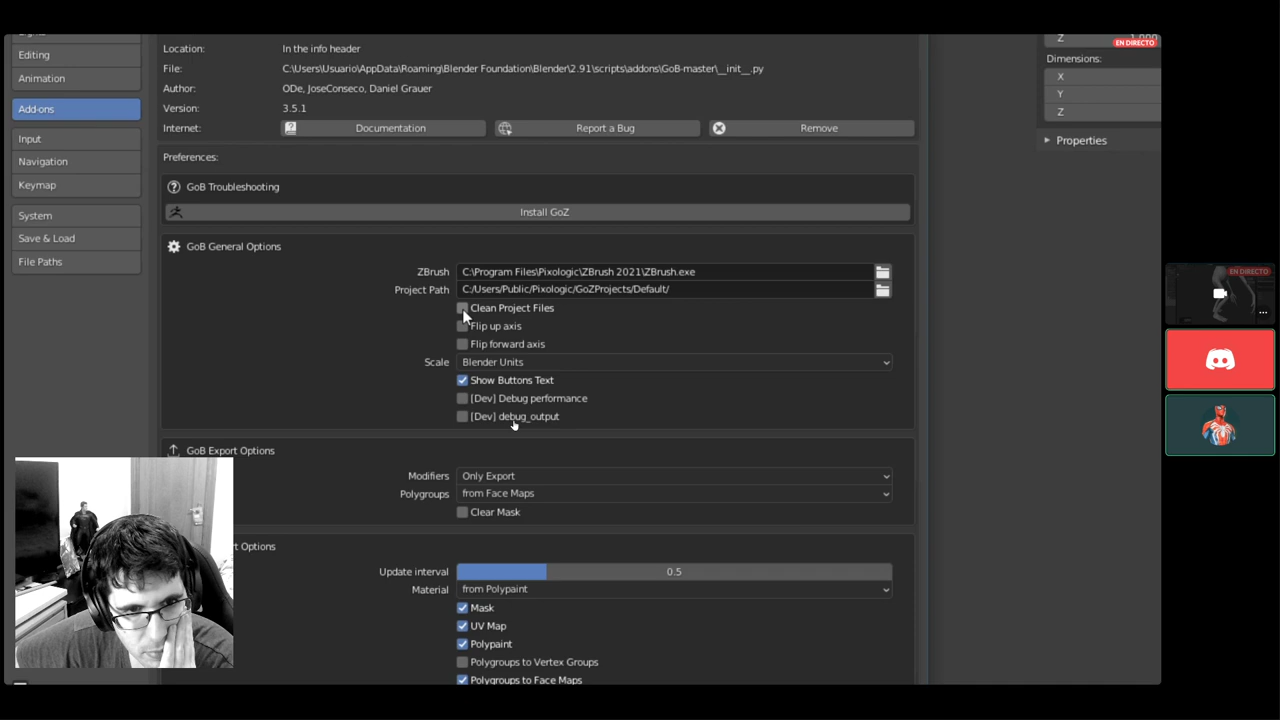 Editing
Animation
Add-ons
Input
Navigation
Keymap
System
Save & Load
File Paths
Location: In the info header
File: C:\Users\Usuario\AppData\Roaming\Blender Foundation\Blender\2.91\scripts\addons\GoB-master\__init__.py
Author: ODe, JoseConseco, Daniel Grauer
Version: 3.5.1
Internet: Documentation Report a Bug Remove
Preferences:
GoB Troubleshooting
Install GoZ
GoB General Options
ZBrush C:\Program Files\Pixologic\ZBrush 2021\ZBrush.exe
Project Path C:/Users/Public/Pixologic/GoZProjects/Default/
Clean Project Files
Flip up axis
Flip forward axis
Scale Blender Units
Show Buttons Text
[Dev] Debug performance
[Dev] debug_output
GoB Export Options
Modifiers Only Export
Polygroups from Face Maps
Clear Mask
Options
Update interval 0.5
Material from Polypaint
Mask
UV Map
Polypaint
Polygroups to Vertex Groups
Polygroups to Face Maps
Z
EN DIRECTO
Dimensions:
X
Y
Z
Properties
EN DIRECTO